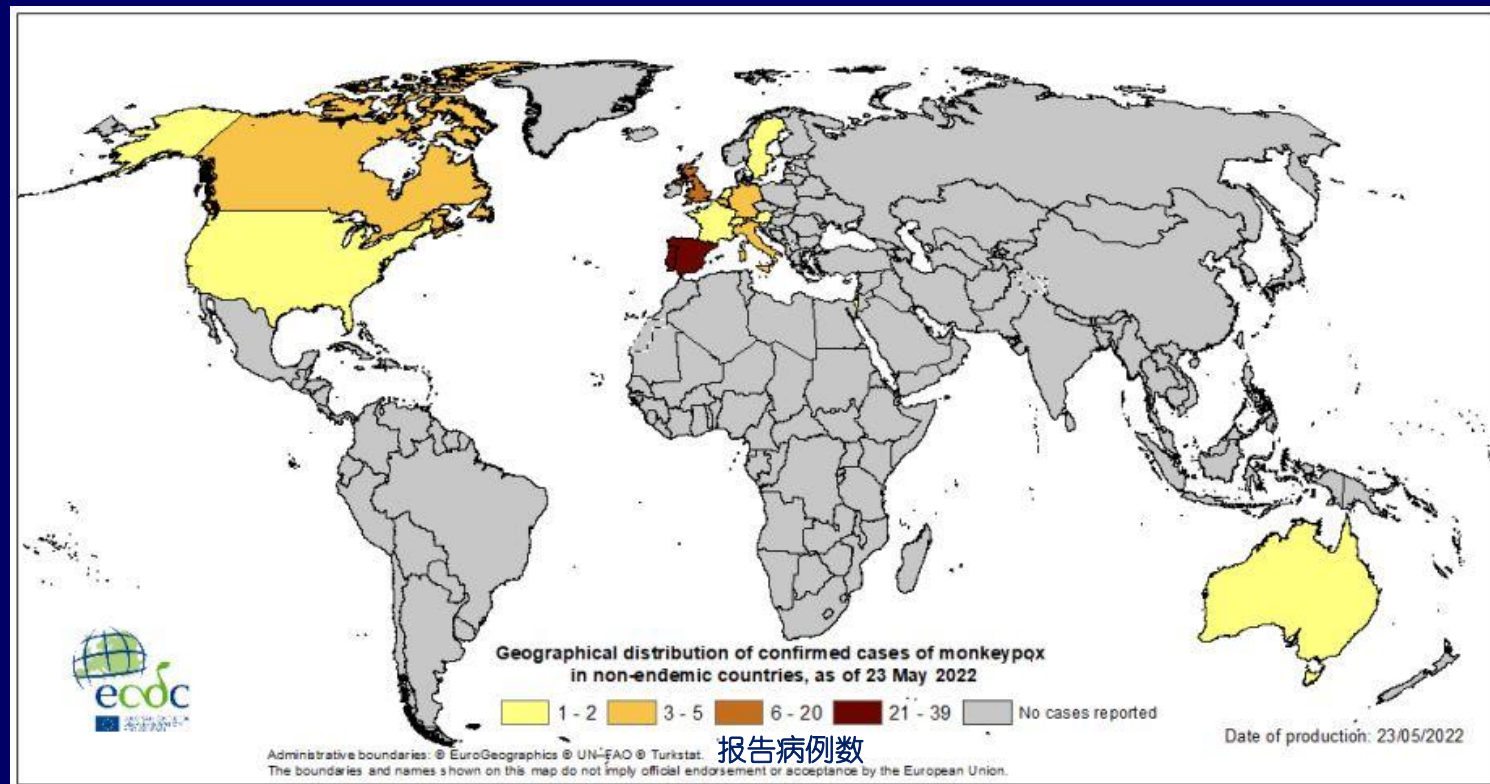 Geographical distribution of confirmed cases of monkeypox
in non-endemic countries, as of 23 May 2022
1 - 2
3 - 5
6 - 20
21 - 39
No cases reported
报告病例数
ecdc
Administrative boundaries: © EuroGeographics © UN-FAO © Turkstat.
The boundaries and names shown on this map do not imply official endorsement or acceptance by the European Union.
Date of production: 23/05/2022